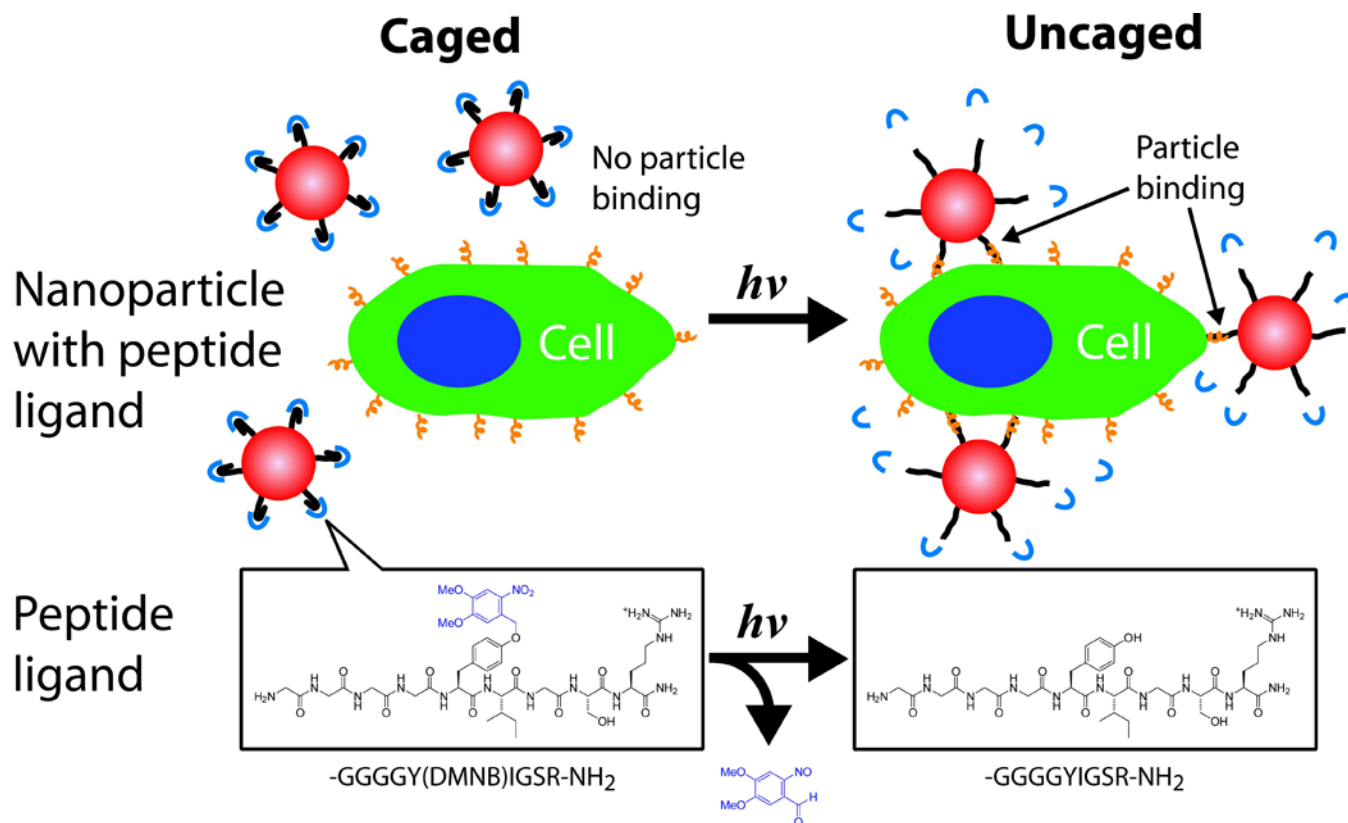 Caged
Uncaged
No particle
binding
Particle
binding
Nanoparticle
with peptide
ligand
Cell
hν
Cell
Peptide
ligand
MeO
NO₂
MeO
O
⁺H₂N
NH₂
NH
H₂N
O
H
N
O
N
H
O
H
N
O
N
H
O
H
N
O
N
H
O
H
N
OH
O
N
H
NH₂
O
-GGGGY(DMNB)IGSR-NH₂
hν
MeO
NO
MeO
H
O
OH
⁺H₂N
NH₂
NH
H₂N
O
H
N
O
N
H
O
H
N
O
N
H
O
H
N
O
N
H
O
H
N
OH
O
N
H
NH₂
O
-GGGGYIGSR-NH₂